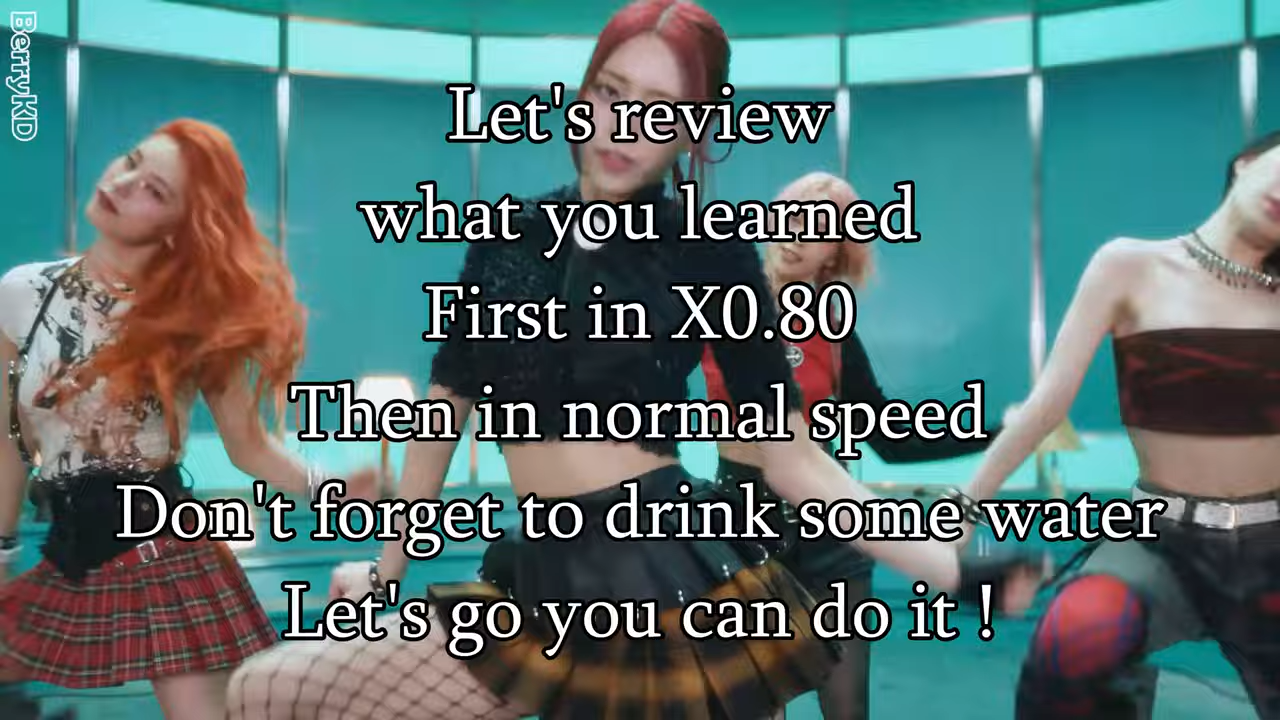 BerryKID
Let's review
what you learned
First in X0.80
Then in normal speed
Don't forget to drink some water
Let's go you can do it !